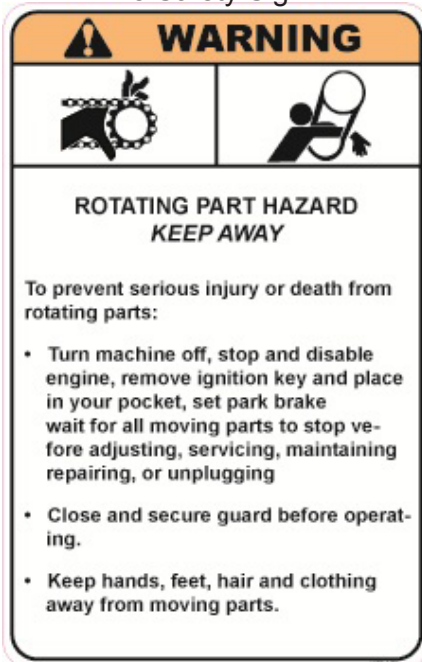 WARNING
ROTATING PART HAZARD
KEEP AWAY
To prevent serious injury or death from
rotating parts:
• Turn machine off, stop and disable
engine, remove ignition key and place
in your pocket, set park brake
wait for all moving parts to stop ve-
fore adjusting, servicing, maintaining
repairing, or unplugging
• Close and secure guard before operat-
ing.
• Keep hands, feet, hair and clothing
away from moving parts.